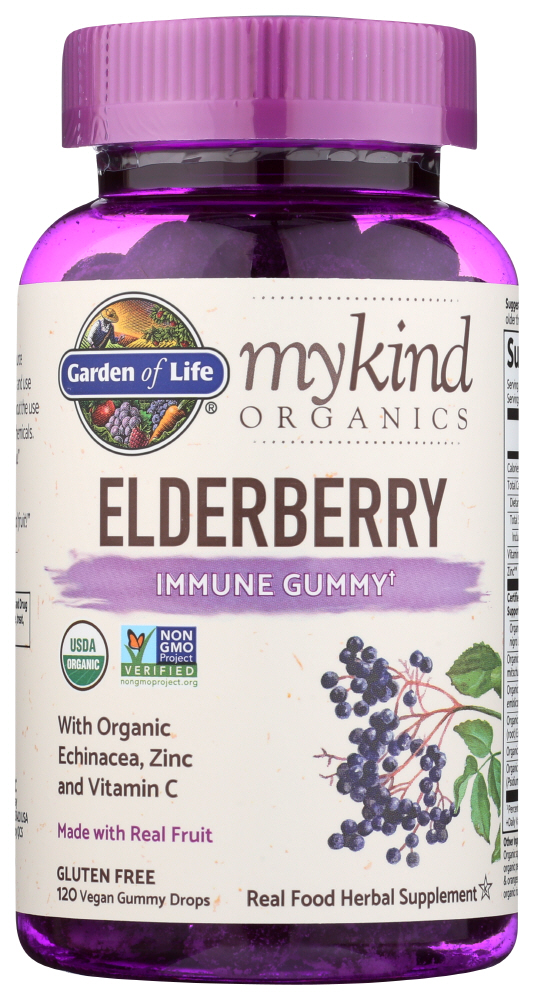 Garden of Life
®
mykind
ORGANICS
ELDERBERRY
IMMUNE GUMMY†
USDA
ORGANIC
NON
GMO
Project
VERIFIED
nongmoproject.org
With Organic
Echinacea, Zinc
and Vitamin C
Made with Real Fruit
GLUTEN FREE
120 Vegan Gummy Drops
Real Food Herbal Supplement☆